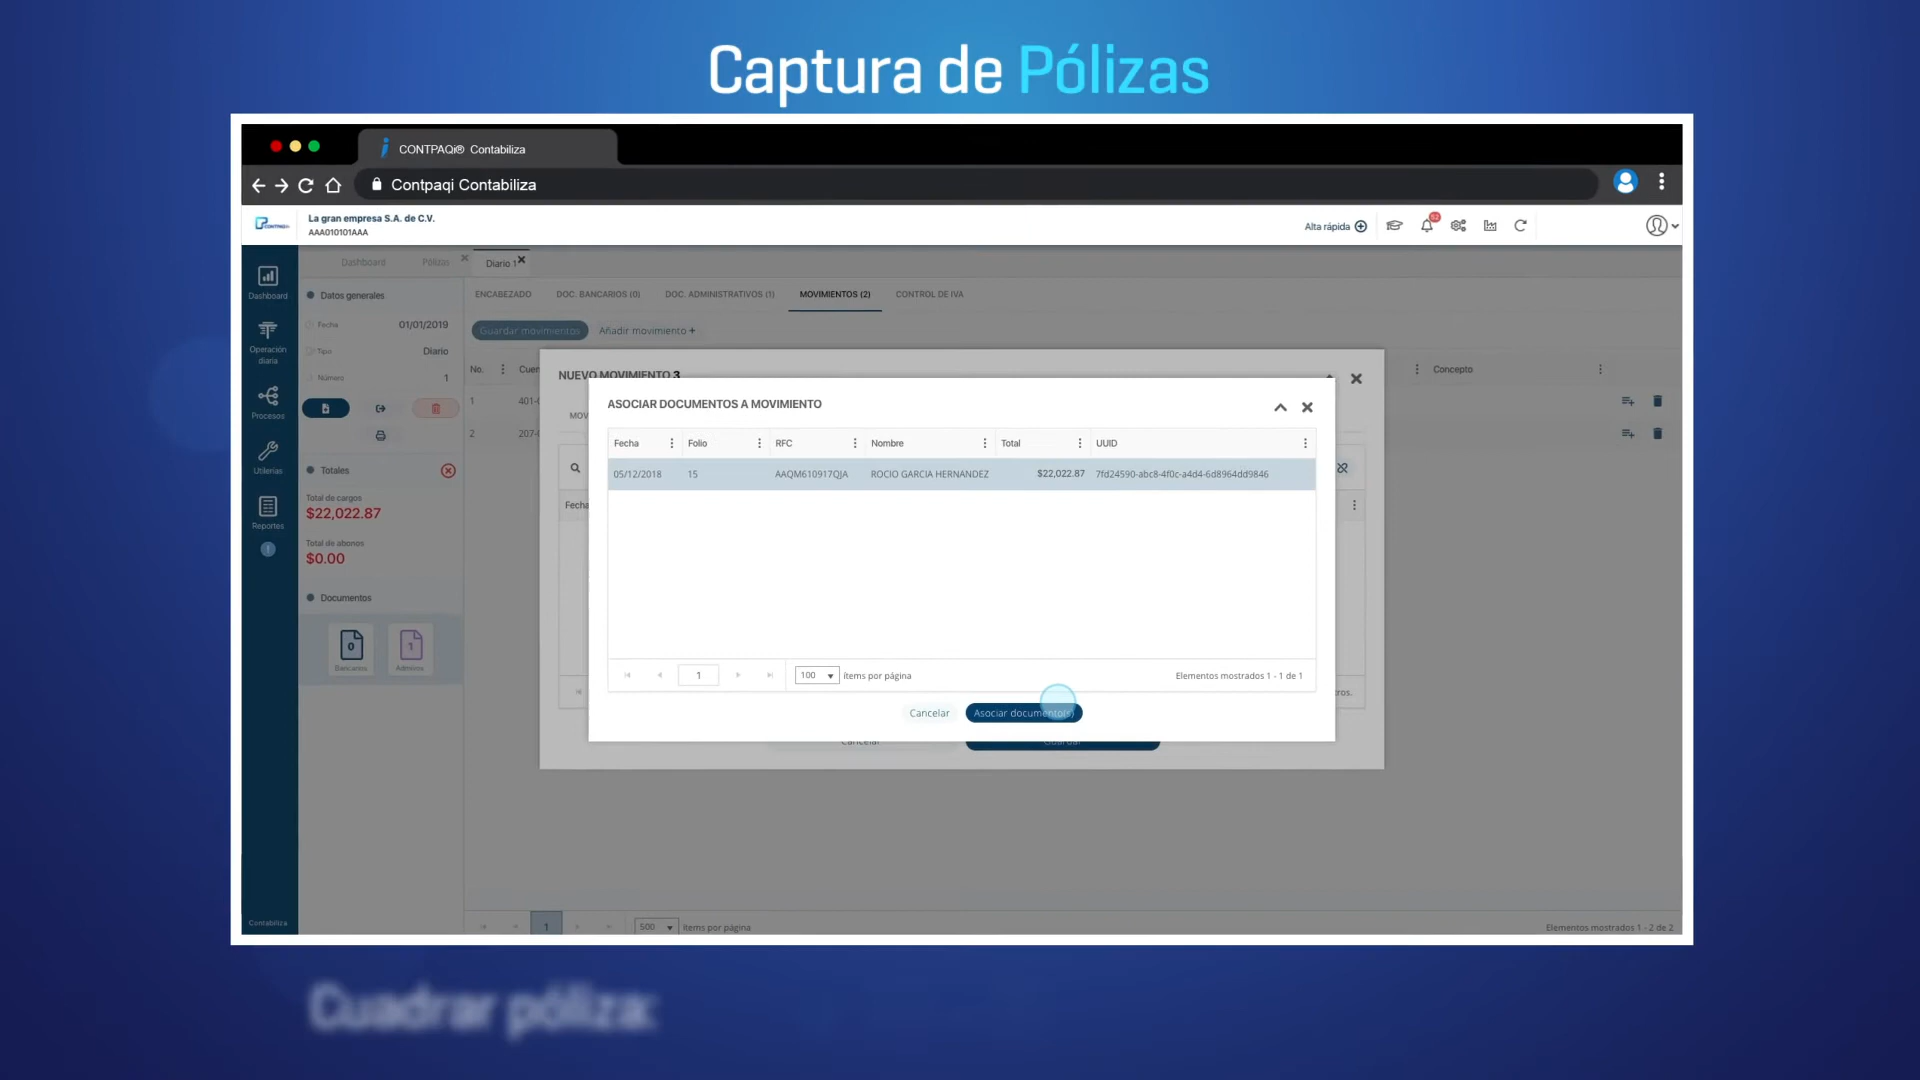 Captura de Pólizas
CONTPAQi® Contabiliza
Contpaqi Contabiliza
La gran empresa S.A. de C.V.
AAA010101AAA
Alta rápida
Dashboard Pólizas Diario 1
Dashboard
Operación
diaria
Procesos
Utilerías
Reportes
Contabiliza
Datos generales
Fecha 01/01/2019
Tipo Diario
Número 1
Totales
Total de cargos
$22,022.87
Total de abonos
$0.00
Documentos
0 1
Bancarios Admivos
ENCABEZADO DOC. BANCARIOS (0) DOC. ADMINISTRATIVOS (1) MOVIMIENTOS (2) CONTROL DE IVA
Guardar movimientos Añadir movimiento +
No. Concepto
1 401-
2 207-
NUEVO MOVIMIENTO 3
MOV
Fecha
ASOCIAR DOCUMENTOS A MOVIMIENTO
Fecha Folio RFC Nombre Total UUID
05/12/2018 15 AAQM610917QJA ROCIO GARCIA HERNANDEZ $22,022.87 7fd24590-abc8-4f0c-a4d4-6d8964dd9846
1 100 ítems por página Elementos mostrados 1 - 1 de 1
Cancelar Asociar documento(s)
Cancelar Guardar
1 500 ítems por página Elementos mostrados 1 - 2 de 2
Cuadrar póliza: